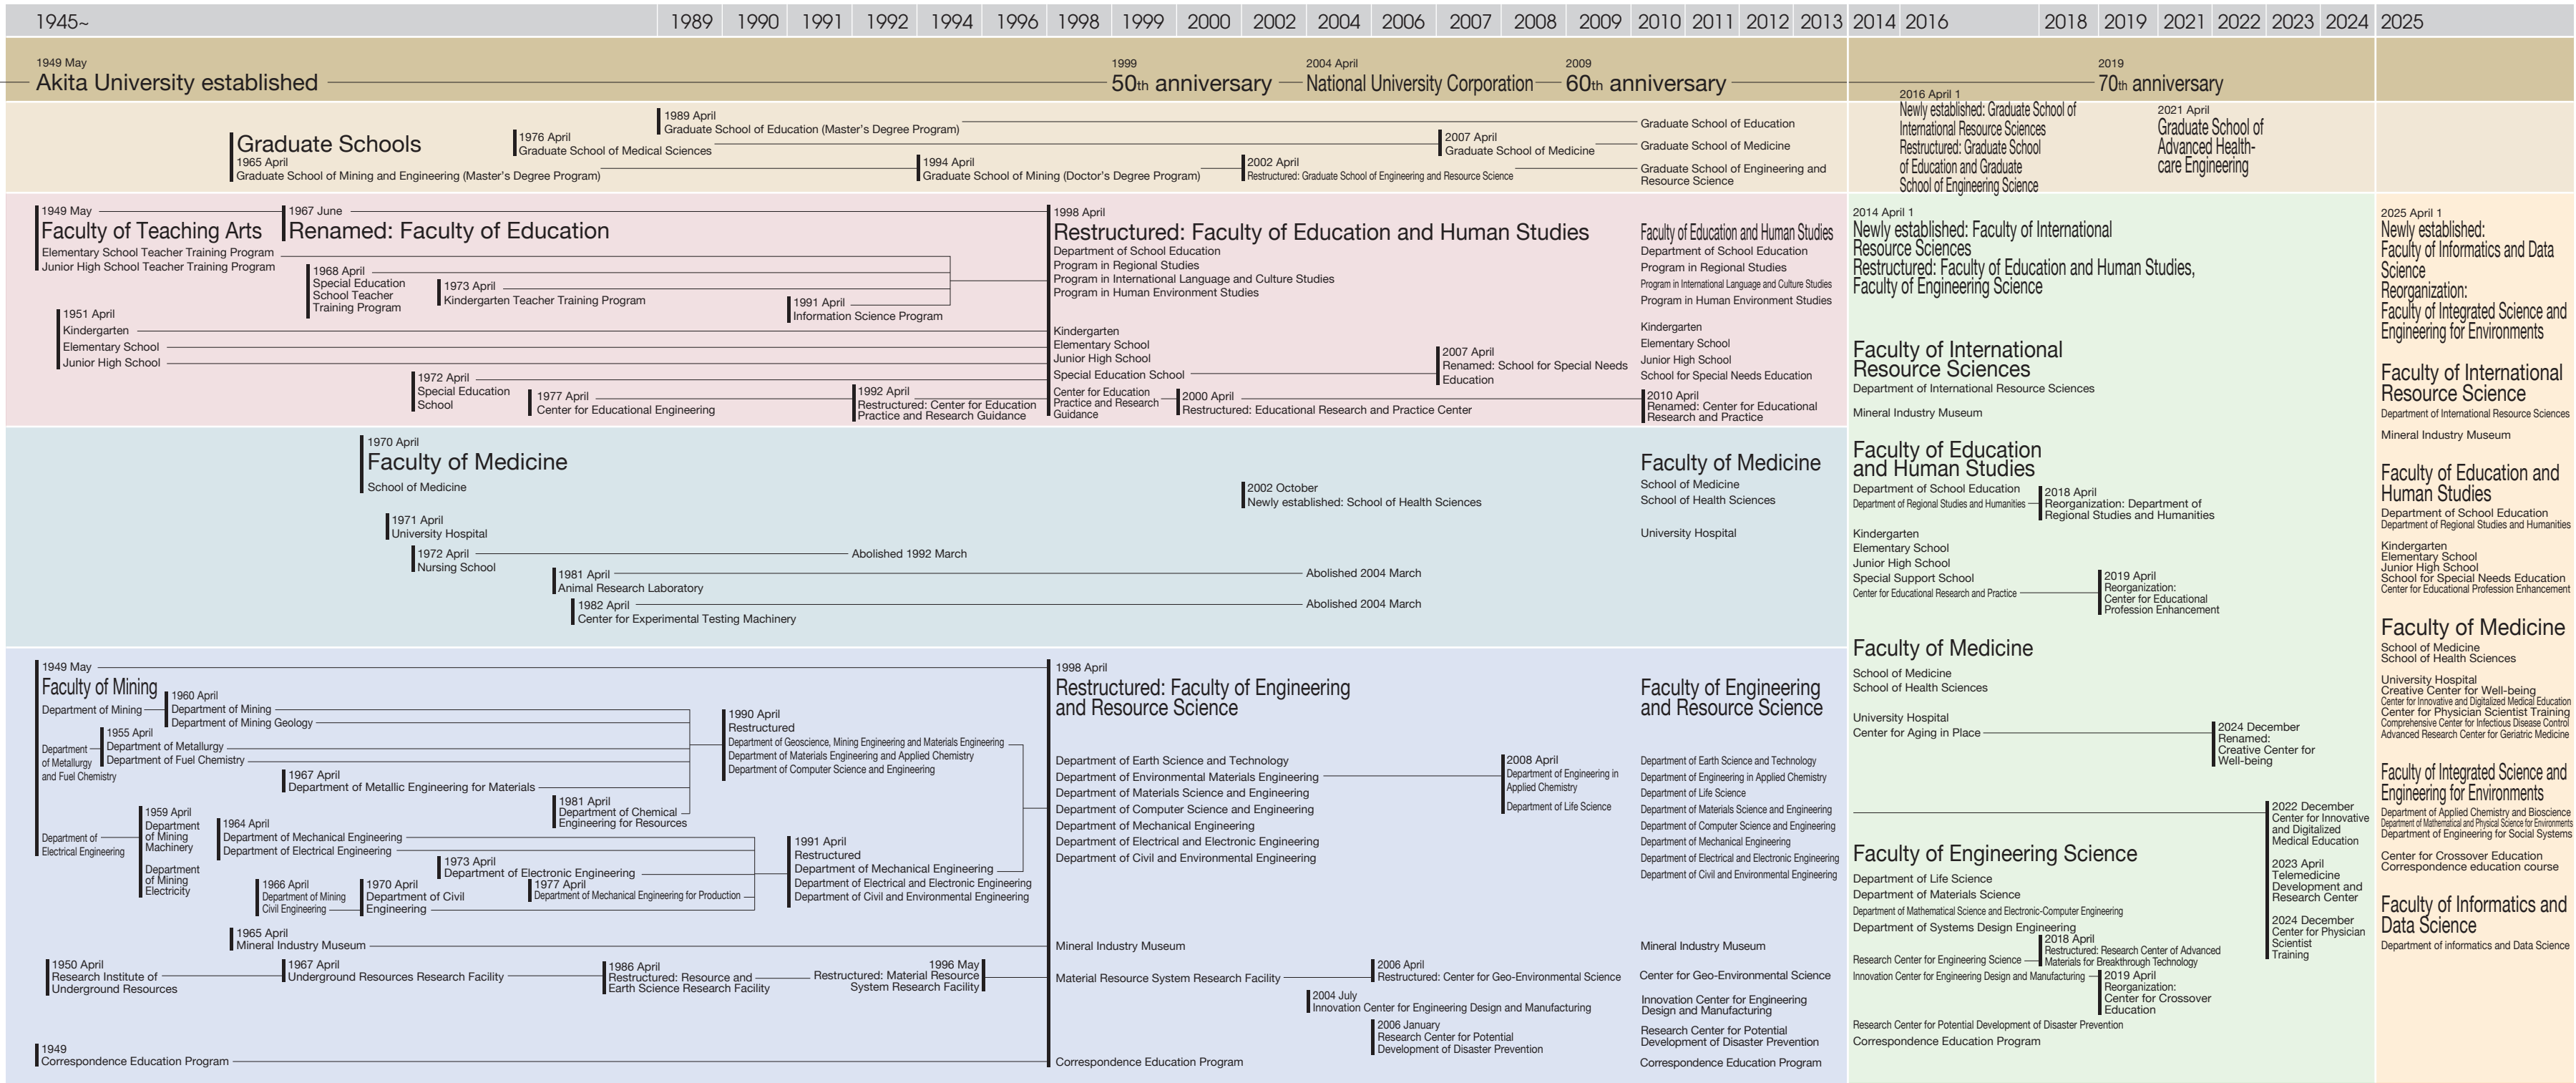 1945~ 1989 1990 1991 1992 1994 1996 1998 1999 2000 2002 2004 2006 2007 2008 2009 2010 2011 2012 2013 2014 2016 2018 2019 2021 2022 2023 2024 2025
1949 May
Akita University established
1999
50th anniversary
2004 April
National University Corporation
2009
60th anniversary
2019
70th anniversary
Graduate Schools
1965 April
Graduate School of Mining and Engineering (Master's Degree Program)
1976 April
Graduate School of Medical Sciences
1989 April
Graduate School of Education (Master's Degree Program)
1994 April
Graduate School of Mining (Doctor's Degree Program)
2002 April
Restructured: Graduate School of Engineering and Resource Science
2007 April
Graduate School of Medicine
Graduate School of Education
Graduate School of Medicine
Graduate School of Engineering and
Resource Science
2016 April 1
Newly established: Graduate School of
International Resource Sciences
Restructured: Graduate School
of Education and Graduate
School of Engineering Science
2021 April
Graduate School of
Advanced Health-
care Engineering
1949 May
Faculty of Teaching Arts
Elementary School Teacher Training Program
Junior High School Teacher Training Program
1967 June
Renamed: Faculty of Education
1968 April
Special Education
School Teacher
Training Program
1973 April
Kindergarten Teacher Training Program
1991 April
Information Science Program
1951 April
Kindergarten
Elementary School
Junior High School
1972 April
Special Education
School
1977 April
Center for Educational Engineering
1992 April
Restructured: Center for Education
Practice and Research Guidance
1998 April
Restructured: Faculty of Education and Human Studies
Department of School Education
Program in Regional Studies
Program in International Language and Culture Studies
Program in Human Environment Studies
Kindergarten
Elementary School
Junior High School
Special Education School
Center for Education
Practice and Research
Guidance
2000 April
Restructured: Educational Research and Practice Center
2007 April
Renamed: School for Special Needs
Education
Faculty of Education and Human Studies
Department of School Education
Program in Regional Studies
Program in International Language and Culture Studies
Program in Human Environment Studies
Kindergarten
Elementary School
Junior High School
School for Special Needs Education
2010 April
Renamed: Center for Educational
Research and Practice
1970 April
Faculty of Medicine
School of Medicine
1971 April
University Hospital
1972 April
Nursing School
Abolished 1992 March
1981 April
Animal Research Laboratory
Abolished 2004 March
1982 April
Center for Experimental Testing Machinery
Abolished 2004 March
2002 October
Newly established: School of Health Sciences
Faculty of Medicine
School of Medicine
School of Health Sciences
University Hospital
1949 May
Faculty of Mining
Department of Mining
1960 April
Department of Mining
Department of Mining Geology
Department
of Metallurgy
and Fuel Chemistry
1955 April
Department of Metallurgy
Department of Fuel Chemistry
1967 April
Department of Metallic Engineering for Materials
1981 April
Department of Chemical
Engineering for Resources
Department of
Electrical Engineering
1959 April
Department
of Mining
Machinery
Department
of Mining
Electricity
1964 April
Department of Mechanical Engineering
Department of Electrical Engineering
1973 April
Department of Electronic Engineering
1966 April
Department of Mining
Civil Engineering
1970 April
Department of Civil
Engineering
1977 April
Department of Mechanical Engineering for Production
1990 April
Restructured
Department of Geoscience, Mining Engineering and Materials Engineering
Department of Materials Engineering and Applied Chemistry
Department of Computer Science and Engineering
1991 April
Restructured
Department of Mechanical Engineering
Department of Electrical and Electronic Engineering
Department of Civil and Environmental Engineering
1965 April
Mineral Industry Museum
1950 April
Research Institute of
Underground Resources
1967 April
Underground Resources Research Facility
1986 April
Restructured: Resource and
Earth Science Research Facility
1996 May
Restructured: Material Resource
System Research Facility
1949
Correspondence Education Program
1998 April
Restructured: Faculty of Engineering
and Resource Science
Department of Earth Science and Technology
Department of Environmental Materials Engineering
Department of Materials Science and Engineering
Department of Computer Science and Engineering
Department of Mechanical Engineering
Department of Electrical and Electronic Engineering
Department of Civil and Environmental Engineering
2008 April
Department of Engineering in
Applied Chemistry
Department of Life Science
Mineral Industry Museum
Material Resource System Research Facility
2006 April
Restructured: Center for Geo-Environmental Science
2004 July
Innovation Center for Engineering Design and Manufacturing
2006 January
Research Center for Potential
Development of Disaster Prevention
Correspondence Education Program
Faculty of Engineering
and Resource Science
Department of Earth Science and Technology
Department of Engineering in Applied Chemistry
Department of Life Science
Department of Materials Science and Engineering
Department of Computer Science and Engineering
Department of Mechanical Engineering
Department of Electrical and Electronic Engineering
Department of Civil and Environmental Engineering
Mineral Industry Museum
Center for Geo-Environmental Science
Innovation Center for Engineering
Design and Manufacturing
Research Center for Potential
Development of Disaster Prevention
Correspondence Education Program
2014 April 1
Newly established: Faculty of International
Resource Sciences
Restructured: Faculty of Education and Human Studies,
Faculty of Engineering Science
Faculty of International
Resource Sciences
Department of International Resource Sciences
Mineral Industry Museum
Faculty of Education
and Human Studies
Department of School Education
Department of Regional Studies and Humanities
2018 April
Reorganization: Department of
Regional Studies and Humanities
Kindergarten
Elementary School
Junior High School
Special Support School
Center for Educational Research and Practice
2019 April
Reorganization:
Center for Educational
Profession Enhancement
Faculty of Medicine
School of Medicine
School of Health Sciences
University Hospital
Center for Aging in Place
2024 December
Renamed:
Creative Center for
Well-being
2022 December
Center for Innovative
and Digitalized
Medical Education
2023 April
Telemedicine
Development and
Research Center
2024 December
Center for Physician
Scientist
Training
Faculty of Engineering Science
Department of Life Science
Department of Materials Science
Department of Mathematical Science and Electronic-Computer Engineering
Department of Systems Design Engineering
Research Center for Engineering Science
2018 April
Restructured: Research Center of Advanced
Materials for Breakthrough Technology
Innovation Center for Engineering Design and Manufacturing
2019 April
Reorganization:
Center for Crossover
Education
Research Center for Potential Development of Disaster Prevention
Correspondence Education Program
2025 April 1
Newly established:
Faculty of Informatics and Data
Science
Reorganization:
Faculty of Integrated Science and
Engineering for Environments
Faculty of International
Resource Science
Department of International Resource Sciences
Mineral Industry Museum
Faculty of Education and
Human Studies
Department of School Education
Department of Regional Studies and Humanities
Kindergarten
Elementary School
Junior High School
School for Special Needs Education
Center for Educational Profession Enhancement
Faculty of Medicine
School of Medicine
School of Health Sciences
University Hospital
Creative Center for Well-being
Center for Innovative and Digitalized Medical Education
Center for Physician Scientist Training
Comprehensive Center for Infectious Disease Control
Advanced Research Center for Geriatric Medicine
Faculty of Integrated Science and
Engineering for Environments
Department of Applied Chemistry and Bioscience
Department of Mathematical and Physical Science for Environments
Department of Engineering for Social Systems
Center for Crossover Education
Correspondence education course
Faculty of Informatics and
Data Science
Department of informatics and Data Science